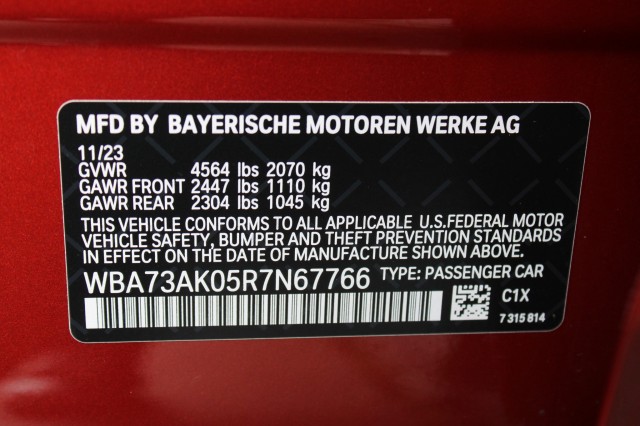 MFD BY BAYERISCHE MOTOREN WERKE AG
11/23
GVWR 4564 lbs 2070 kg
GAWR FRONT 2447 lbs 1110 kg
GAWR REAR 2304 lbs 1045 kg
THIS VEHICLE CONFORMS TO ALL APPLICABLE U.S.FEDERAL MOTOR
VEHICLE SAFETY, BUMPER AND THEFT PREVENTION STANDARDS
IN EFFECT ON THE DATE OF MANUFACTURE SHOWN ABOVE.
WBA73AK05R7N67766 TYPE: PASSENGER CAR
C1X
7 315 814